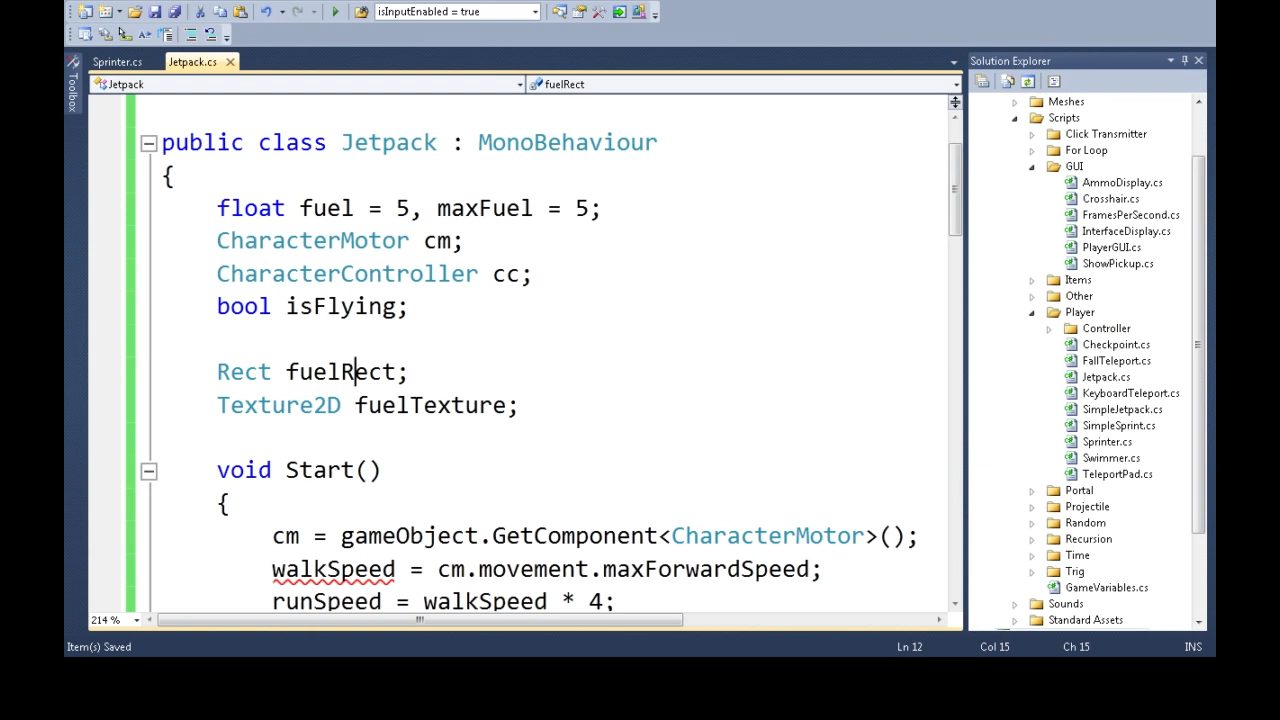 isInputEnabled = true
Sprinter.cs
Jetpack.cs
Toolbox
Jetpack
fuelRect
public class Jetpack : MonoBehaviour
{
float fuel = 5, maxFuel = 5;
CharacterMotor cm;
CharacterController cc;
bool isFlying;
Rect fuelRect;
Texture2D fuelTexture;
void Start()
{
cm = gameObject.GetComponent<CharacterMotor>();
walkSpeed = cm.movement.maxForwardSpeed;
runSpeed = walkSpeed * 4;
214 %
Solution Explorer
Meshes
Scripts
Click Transmitter
For Loop
GUI
AmmoDisplay.cs
Crosshair.cs
FramesPerSecond.cs
InterfaceDisplay.cs
PlayerGUI.cs
ShowPickup.cs
Items
Other
Player
Controller
Checkpoint.cs
FallTeleport.cs
Jetpack.cs
KeyboardTeleport.cs
SimpleJetpack.cs
SimpleSprint.cs
Sprinter.cs
Swimmer.cs
TeleportPad.cs
Portal
Projectile
Random
Recursion
Time
Trig
GameVariables.cs
Sounds
Standard Assets
Item(s) Saved
Ln 12
Col 15
Ch 15
INS